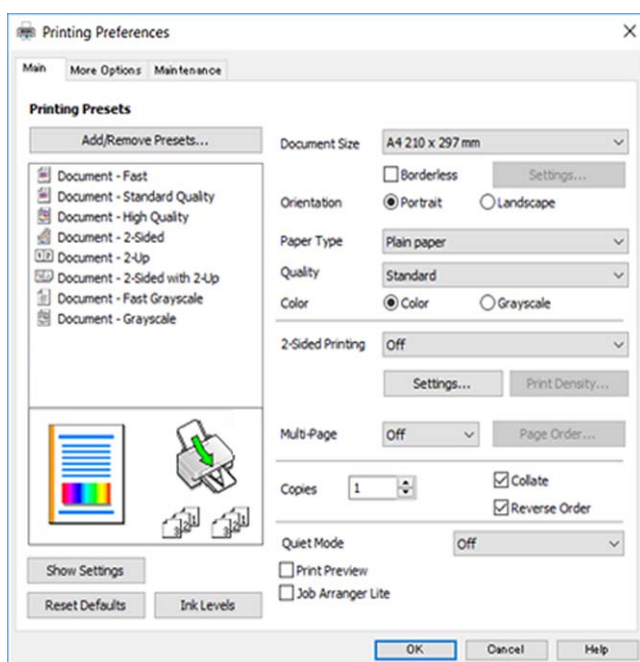 Printing Preferences
Main
More Options
Maintenance
Printing Presets
Add/Remove Presets...
Document - Fast
Document - Standard Quality
Document - High Quality
Document - 2-Sided
Document - 2-Up
Document - 2-Sided with 2-Up
Document - Fast Grayscale
Document - Grayscale
Show Settings
Reset Defaults
Ink Levels
Document Size
A4 210 x 297 mm
Borderless
Settings...
Orientation
Portrait
Landscape
Paper Type
Plain paper
Quality
Standard
Color
Color
Grayscale
2-Sided Printing
Off
Settings...
Print Density...
Multi-Page
Off
Page Order...
Copies
1
Collate
Reverse Order
Quiet Mode
Off
Print Preview
Job Arranger Lite
OK
Cancel
Help